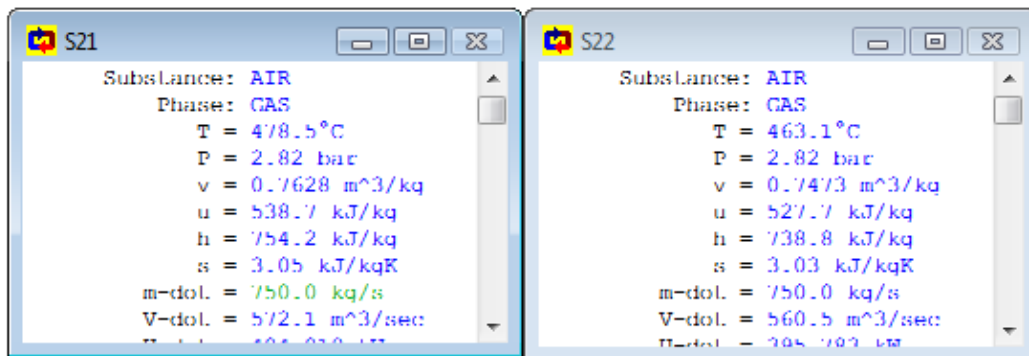 S21
Substance: AIR
Phase: GAS
T = 478.5°C
P = 2.82 bar
v = 0.7628 m^3/kg
u = 538.7 kJ/kg
h = 754.2 kJ/kg
s = 3.05 kJ/kgK
m-dot = 750.0 kg/s
V-dot = 572.1 m^3/sec
S22
Substance: AIR
Phase: GAS
T = 463.1°C
P = 2.82 bar
v = 0.7473 m^3/kg
u = 527.7 kJ/kg
h = 738.8 kJ/kg
s = 3.03 kJ/kgK
m-dot = 750.0 kg/s
V-dot = 560.5 m^3/sec